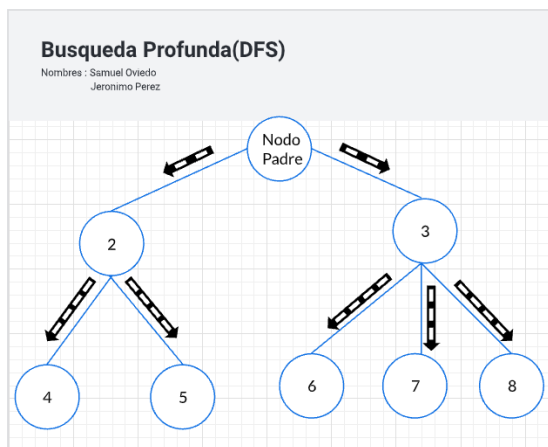 Busqueda Profunda(DFS)
Nombres : Samuel Oviedo
Jeronimo Perez
Nodo
Padre
2
3
4
5
6
7
8